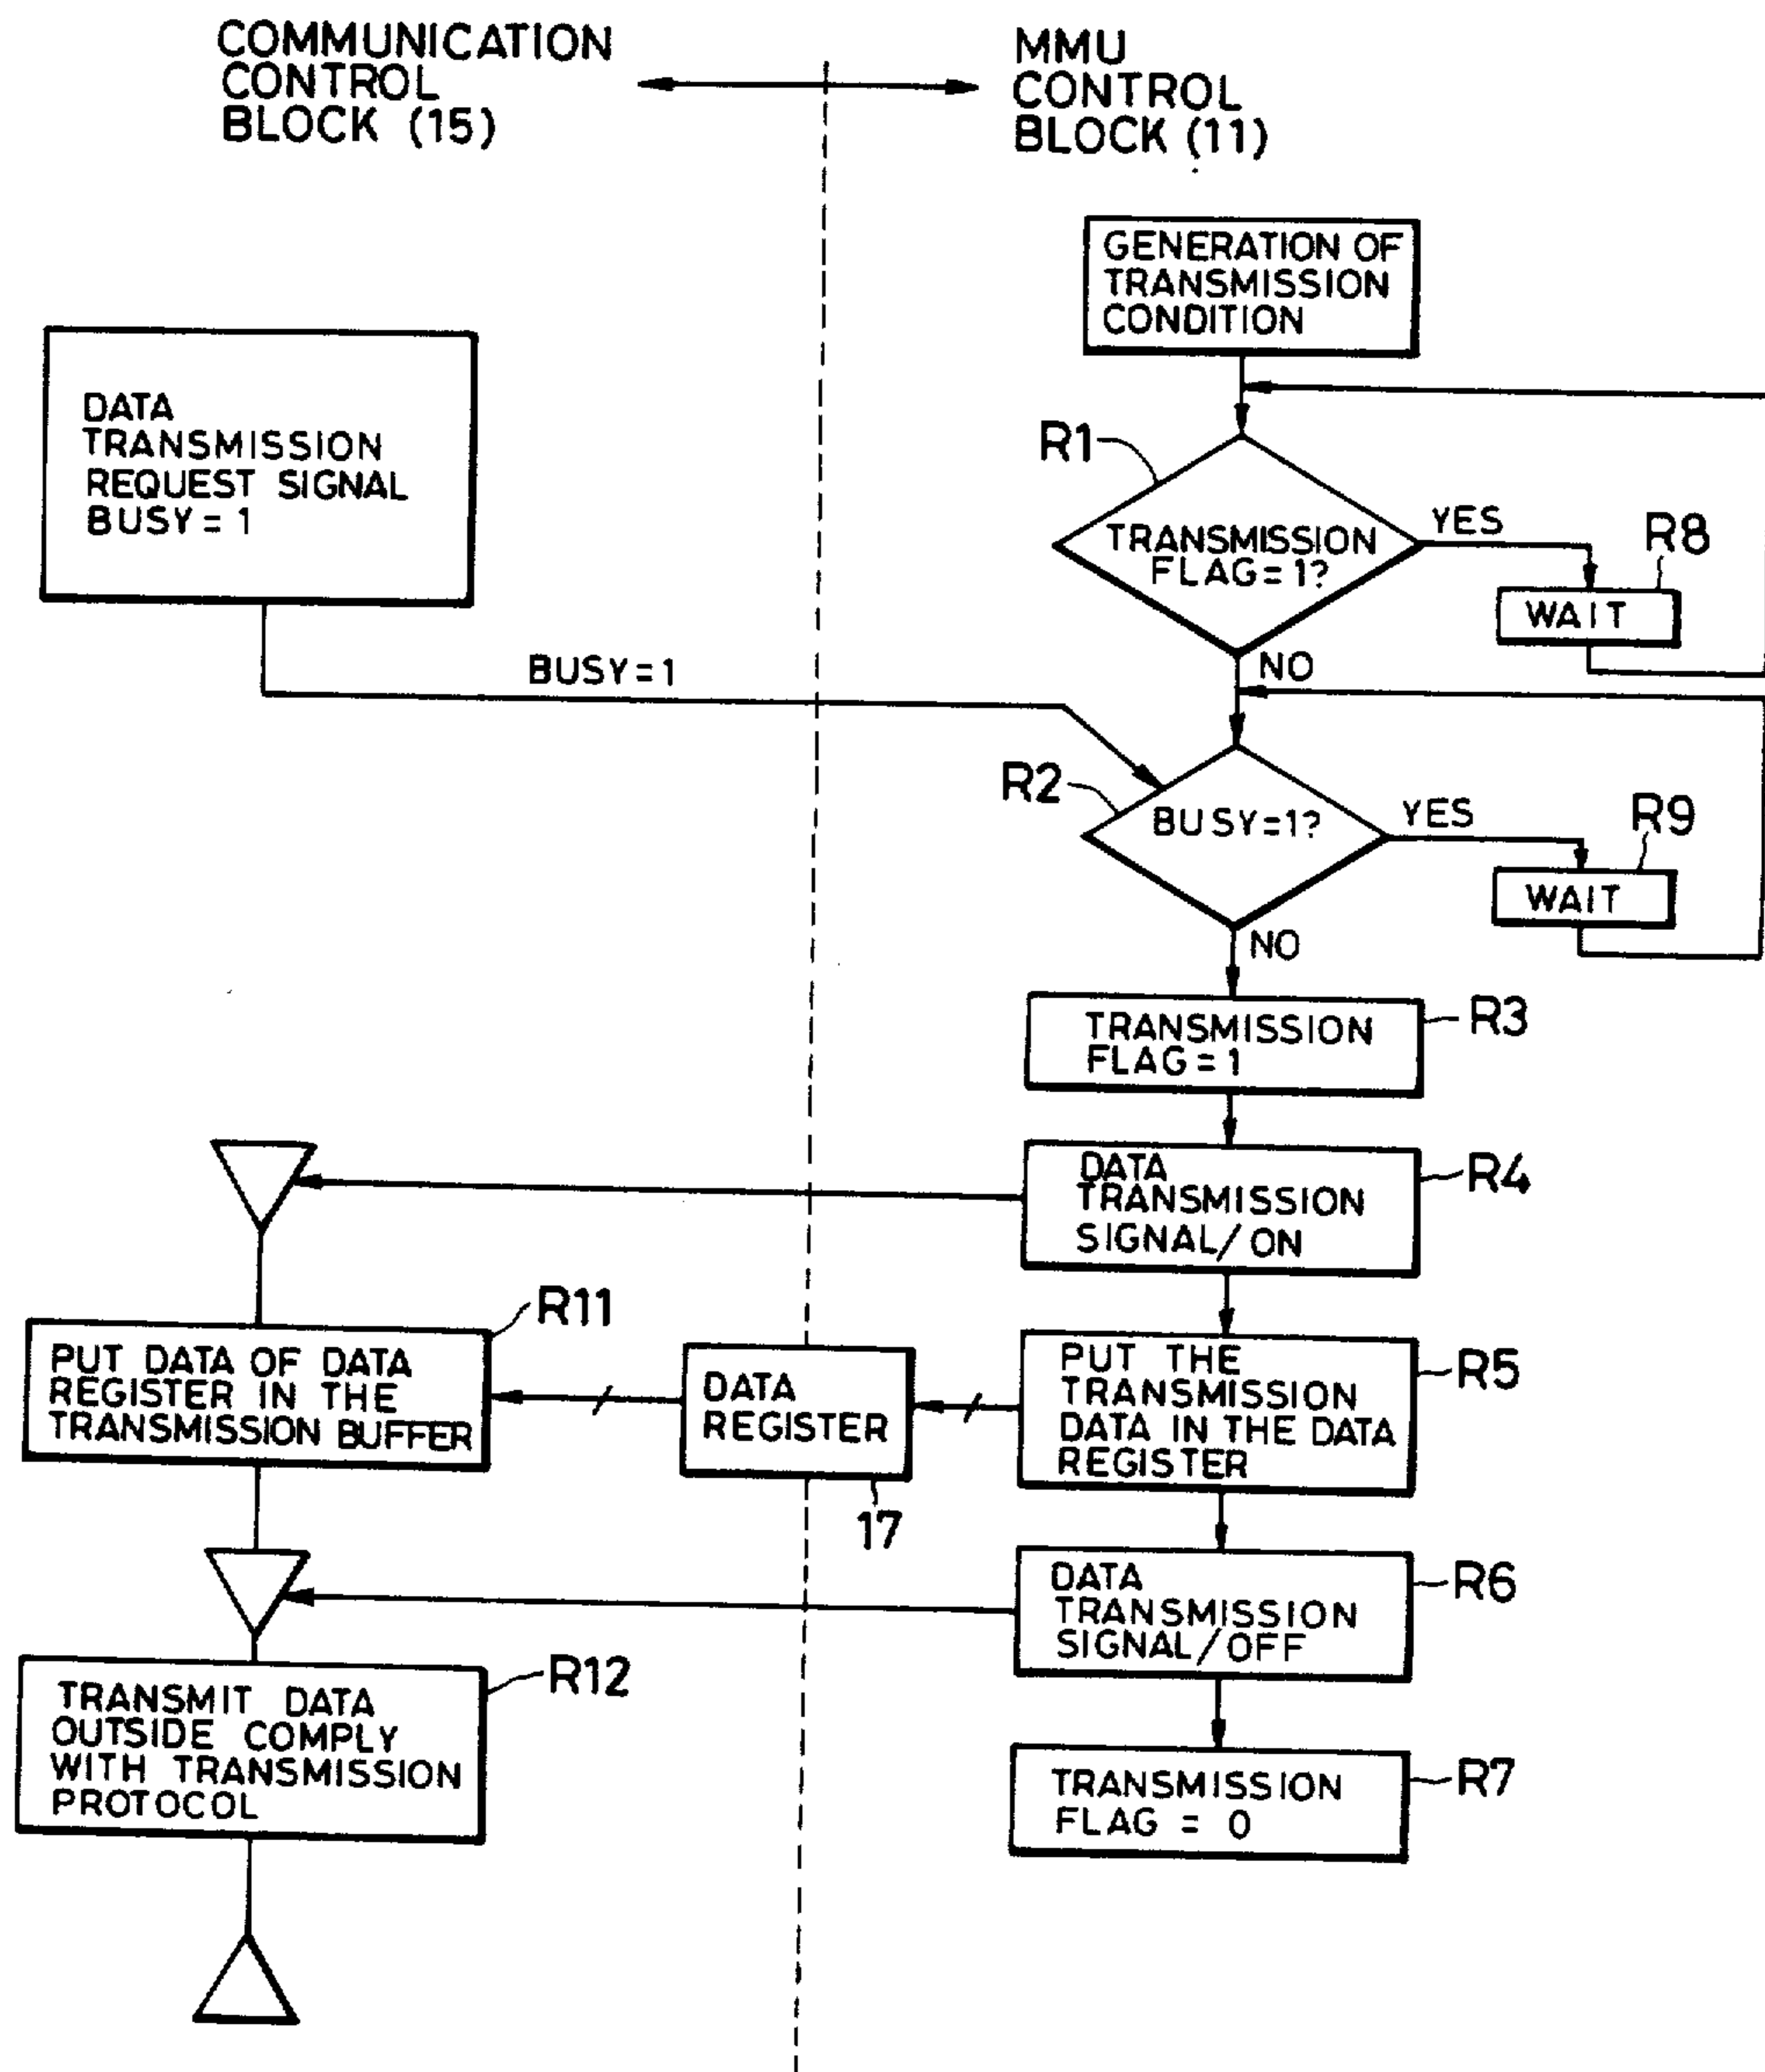 COMMUNICATION
CONTROL
BLOCK (15)
MMU
CONTROL
BLOCK (11)
GENERATION OF
TRANSMISSION
CONDITION
DATA
TRANSMISSION
REQUEST SIGNAL
BUSY=1
R1
TRANSMISSION
FLAG=1?
YES
R8
WAIT
NO
BUSY=1
R2
BUSY=1?
YES
R9
WAIT
NO
TRANSMISSION
FLAG=1
R3
DATA
TRANSMISSION
SIGNAL/ON
R4
R11
PUT DATA OF DATA
REGISTER IN THE
TRANSMISSION BUFFER
DATA
REGISTER
17
PUT THE
TRANSMISSION
DATA IN THE DATA
REGISTER
R5
DATA
TRANSMISSION
SIGNAL/OFF
R6
R12
TRANSMIT DATA
OUTSIDE COMPLY
WITH TRANSMISSION
PROTOCOL
TRANSMISSION
FLAG = 0
R7